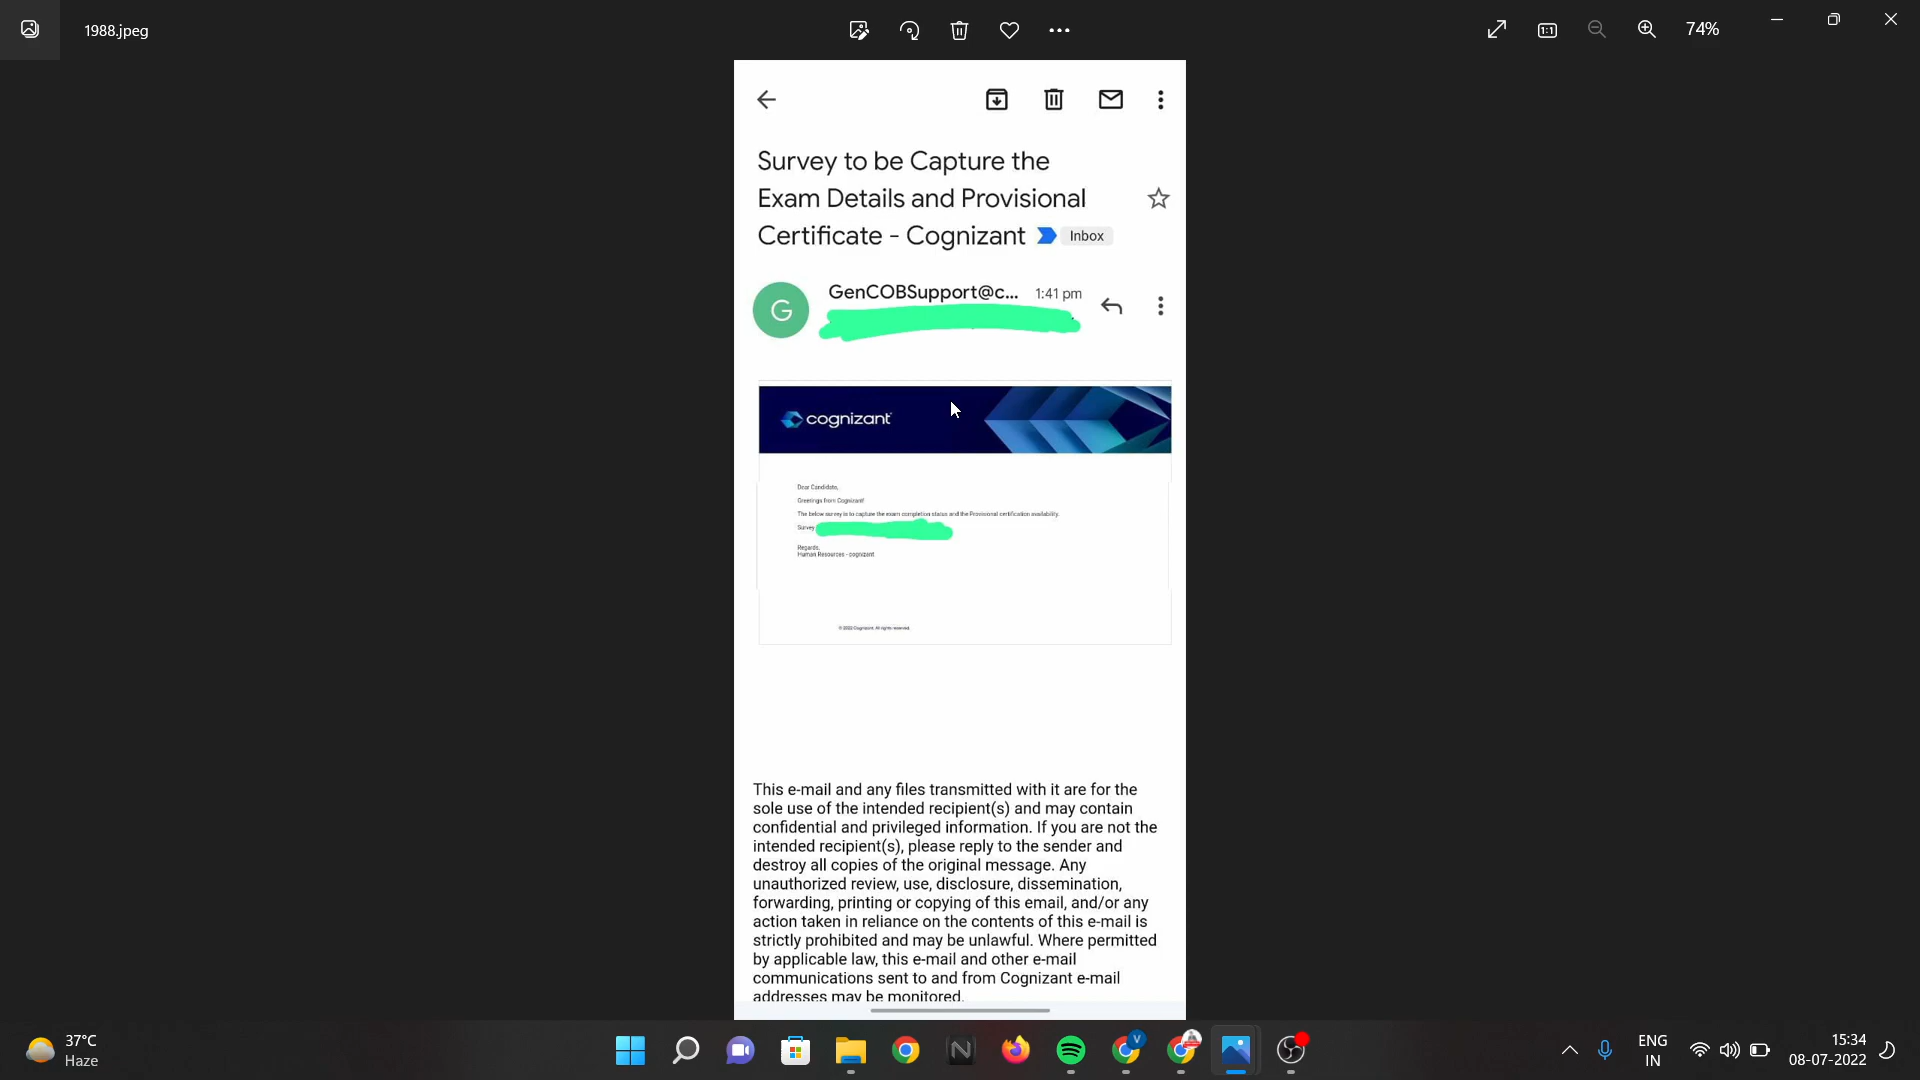 1988.jpeg
74%
Survey to be Capture the
Exam Details and Provisional
Certificate - Cognizant
Inbox
G
GenCOBSupport@c...
1:41 pm
cognizant
Dear Candidate,
Greetings from Cognizant!
The below survey is to capture the exam completion status and the Provisional certification availability.
Survey
Regards,
Human Resources - cognizant
© 2022 Cognizant. All rights reserved.
This e-mail and any files transmitted with it are for the
sole use of the intended recipient(s) and may contain
confidential and privileged information. If you are not the
intended recipient(s), please reply to the sender and
destroy all copies of the original message. Any
unauthorized review, use, disclosure, dissemination,
forwarding, printing or copying of this email, and/or any
action taken in reliance on the contents of this e-mail is
strictly prohibited and may be unlawful. Where permitted
by applicable law, this e-mail and other e-mail
communications sent to and from Cognizant e-mail
addresses may be monitored.
37°C
Haze
V
ENG
IN
15:34
08-07-2022